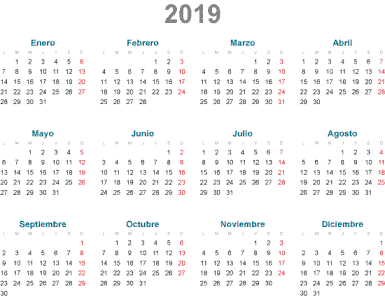 2019
Enero Febrero Marzo Abril
L M M J V S D L M M J V S D L M M J V S D L M M J V S D
1 2 3 4 5 6 1 2 3 1 2 3 1 2 3 4 5 6 7
7 8 9 10 11 12 13 4 5 6 7 8 9 10 4 5 6 7 8 9 10 8 9 10 11 12 13 14
14 15 16 17 18 19 20 11 12 13 14 15 16 17 11 12 13 14 15 16 17 15 16 17 18 19 20 21
21 22 23 24 25 26 27 18 19 20 21 22 23 24 18 19 20 21 22 23 24 22 23 24 25 26 27 28
28 29 30 31 25 26 27 28 25 26 27 28 29 30 31 29 30
Mayo Junio Julio Agosto
L M M J V S D L M M J V S D L M M J V S D L M M J V S D
1 2 3 4 5 1 2 1 2 3 4 5 6 7 1 2 3 4
6 7 8 9 10 11 12 3 4 5 6 7 8 9 8 9 10 11 12 13 14 5 6 7 8 9 10 11
13 14 15 16 17 18 19 10 11 12 13 14 15 16 15 16 17 18 19 20 21 12 13 14 15 16 17 18
20 21 22 23 24 25 26 17 18 19 20 21 22 23 22 23 24 25 26 27 28 19 20 21 22 23 24 25
27 28 29 30 31 24 25 26 27 28 29 30 29 30 31 26 27 28 29 30 31
Septiembre Octubre Noviembre Diciembre
L M M J V S D L M M J V S D L M M J V S D L M M J V S D
1 1 2 3 4 5 6 1 2 3 1
2 3 4 5 6 7 8 7 8 9 10 11 12 13 4 5 6 7 8 9 10 2 3 4 5 6 7 8
9 10 11 12 13 14 15 14 15 16 17 18 19 20 11 12 13 14 15 16 17 9 10 11 12 13 14 15
16 17 18 19 20 21 22 21 22 23 24 25 26 27 18 19 20 21 22 23 24 16 17 18 19 20 21 22
23 24 25 26 27 28 29 28 29 30 31 25 26 27 28 29 30 23 24 25 26 27 28 29
30 30 31